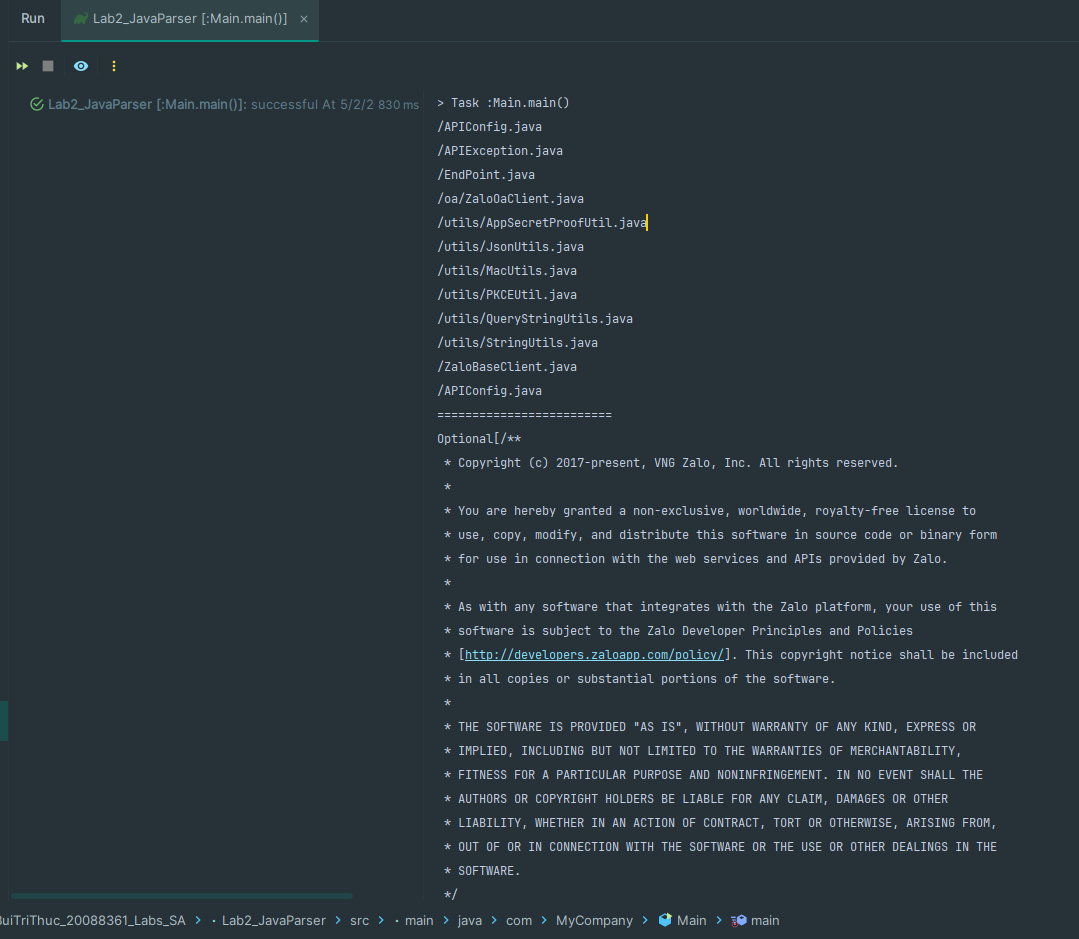 Run
Lab2_JavaParser [:Main.main()]
Lab2_JavaParser [:Main.main()]: successful At 5/2/2 830 ms
> Task :Main.main()
/APIConfig.java
/APIException.java
/EndPoint.java
/oa/ZaloOaClient.java
/utils/AppSecretProofUtil.java
/utils/JsonUtils.java
/utils/MacUtils.java
/utils/PKCEUtil.java
/utils/QueryStringUtils.java
/utils/StringUtils.java
/ZaloBaseClient.java
/APIConfig.java
=========================
Optional[/**
* Copyright (c) 2017-present, VNG Zalo, Inc. All rights reserved.
*
* You are hereby granted a non-exclusive, worldwide, royalty-free license to
* use, copy, modify, and distribute this software in source code or binary form
* for use in connection with the web services and APIs provided by Zalo.
*
* As with any software that integrates with the Zalo platform, your use of this
* software is subject to the Zalo Developer Principles and Policies
* [http://developers.zaloapp.com/policy/]. This copyright notice shall be included
* in all copies or substantial portions of the software.
*
* THE SOFTWARE IS PROVIDED "AS IS", WITHOUT WARRANTY OF ANY KIND, EXPRESS OR
* IMPLIED, INCLUDING BUT NOT LIMITED TO THE WARRANTIES OF MERCHANTABILITY,
* FITNESS FOR A PARTICULAR PURPOSE AND NONINFRINGEMENT. IN NO EVENT SHALL THE
* AUTHORS OR COPYRIGHT HOLDERS BE LIABLE FOR ANY CLAIM, DAMAGES OR OTHER
* LIABILITY, WHETHER IN AN ACTION OF CONTRACT, TORT OR OTHERWISE, ARISING FROM,
* OUT OF OR IN CONNECTION WITH THE SOFTWARE OR THE USE OR OTHER DEALINGS IN THE
* SOFTWARE.
*/
BuiTriThuc_20088361_Labs_SA > Lab2_JavaParser > src > main > java > com > MyCompany > Main > main